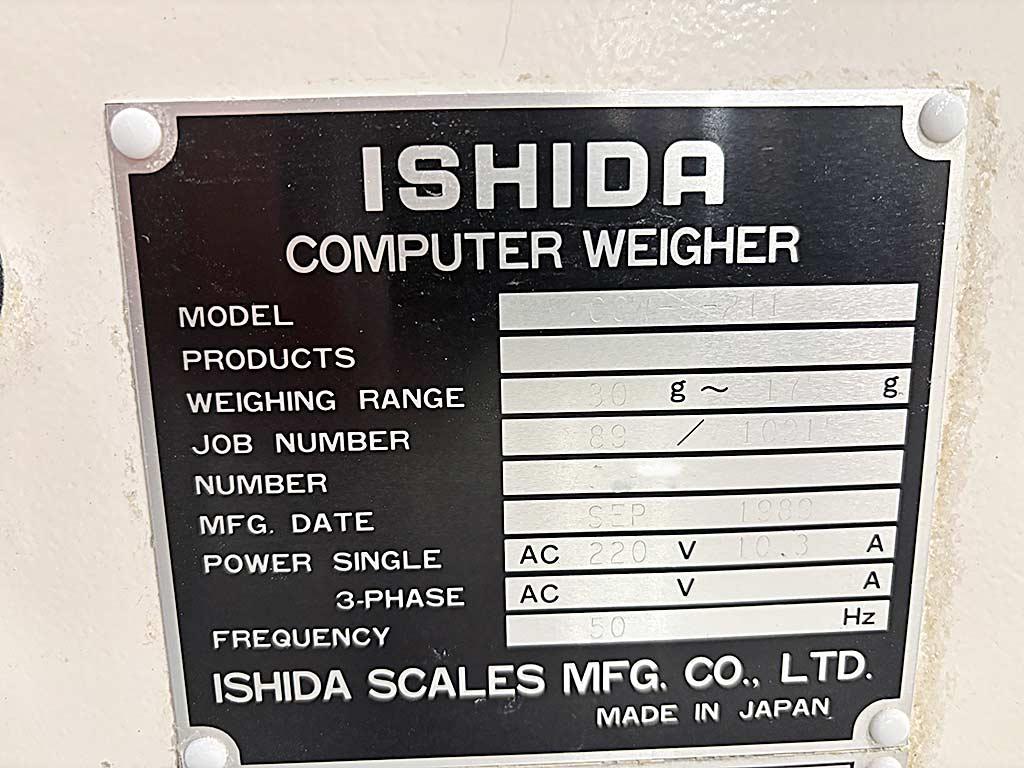 ISHIDA
COMPUTER WEIGHER
MODEL
PRODUCTS
WEIGHING RANGE 30 g ~ g
JOB NUMBER 89 /
NUMBER
MFG. DATE SEP 1989
POWER SINGLE AC 220 V 10.3 A
3-PHASE AC V A
FREQUENCY 50 Hz
ISHIDA SCALES MFG. CO., LTD.
MADE IN JAPAN